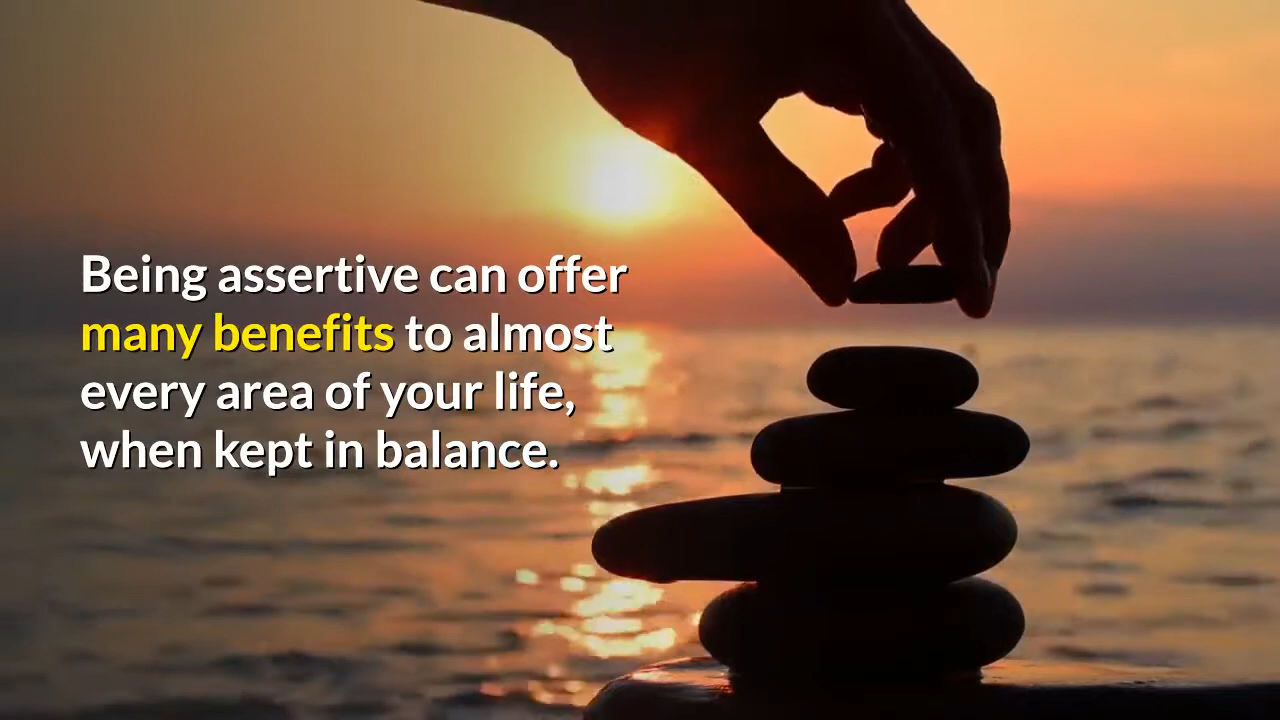 Being assertive can offer
many benefits to almost
every area of your life,
when kept in balance.